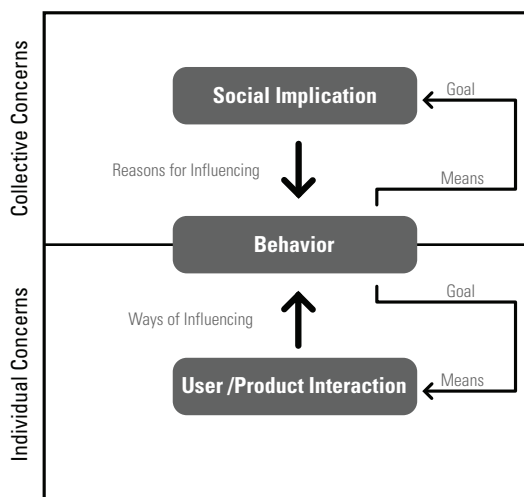 Collective Concerns
Social Implication
Goal
Reasons for Influencing
Means
Behavior
Individual Concerns
Goal
Ways of Influencing
User /Product Interaction
Means